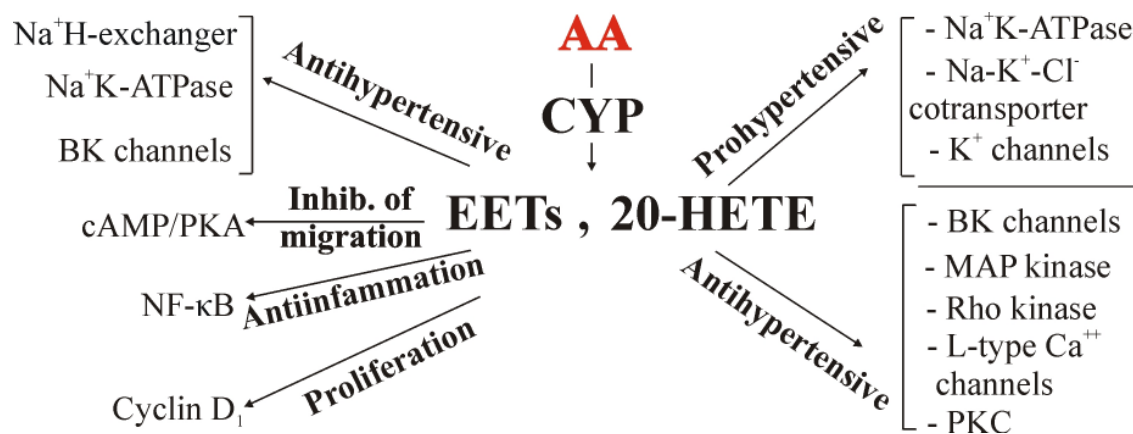 Na⁺H-exchanger
Na⁺K-ATPase
BK channels
Antihypertensive
cAMP/PKA
Inhib. of
migration
NF-κB
Antiinfammation
Cyclin D₁
Proliferation
AA
CYP
EETs , 20-HETE
Prohypertensive
- Na⁺K-ATPase
- Na-K⁺-Cl⁻
cotransporter
- K⁺ channels
Antihypertensive
- BK channels
- MAP kinase
- Rho kinase
- L-type Ca⁺⁺
channels
- PKC